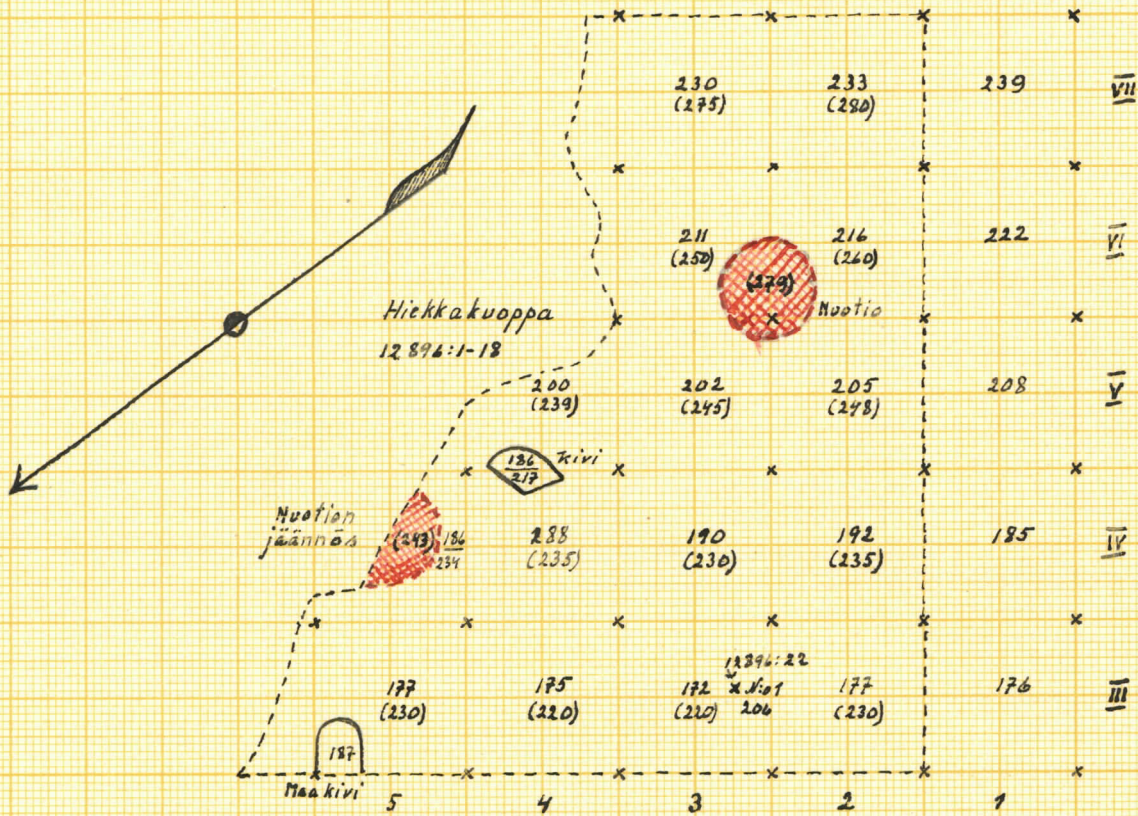 230 233 239 VII
(275) (280)
211 216 222 VI
(250) (260)
(279)
Nuotio
Hiekkakuoppa
12896:1-18
200 202 205 208 V
(239) (245) (248)
186 Kivi
217
Nuotion
jäännös (243) 186 288 190 192 185 IV
234 (235) (230) (235)
12896:22
177 175 172 x N:o1 177 176 III
(230) (220) (220) 206 (230)
187
Maakivi
5 4 3 2 1